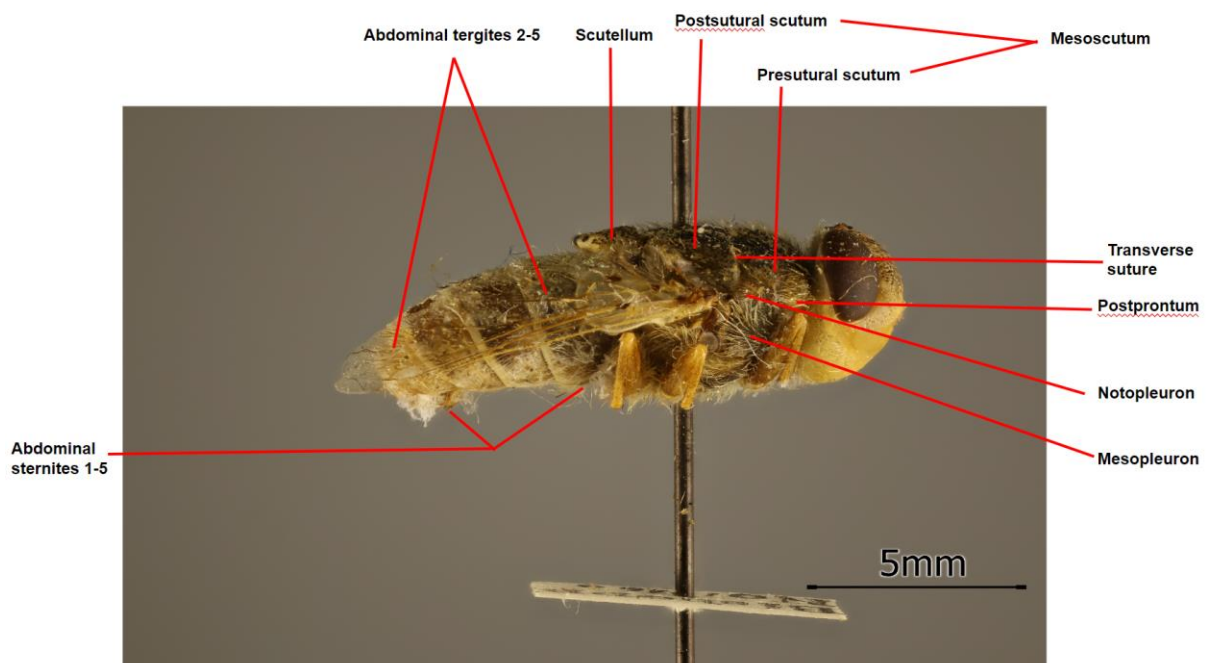 Postsutural scutum
Abdominal tergites 2-5
Scutellum
Mesoscutum
Presutural scutum
Transverse
suture
Postprontum
Notopleuron
Abdominal
sternites 1-5
Mesopleuron
5mm